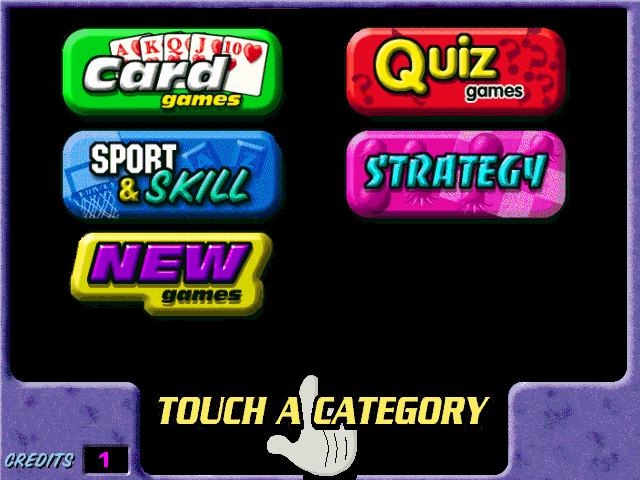 A K Q J 10
Card
games
Quiz
games
SPORT
& SKILL
STRATEGY
NEW
games
TOUCH A CATEGORY
CREDITS 1